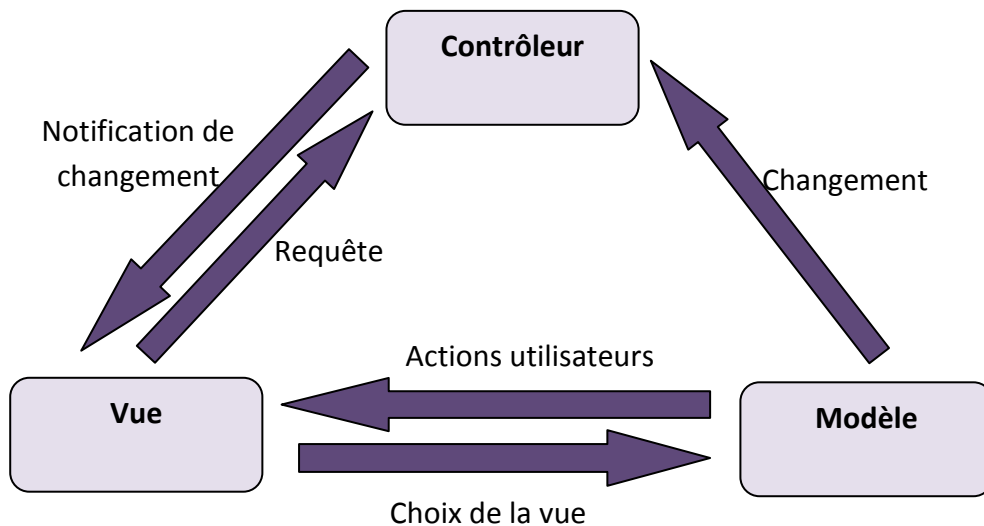 Contrôleur
Notification de
changement
Changement
Requête
Actions utilisateurs
Vue
Modèle
Choix de la vue